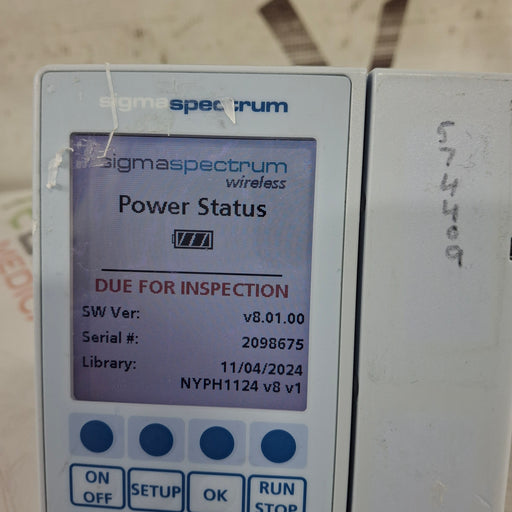 sigmaspectrum
sigmaspectrum
wireless
Power Status
DUE FOR INSPECTION
SW Ver: v8.01.00
Serial #: 2098675
Library: 11/04/2024
NYPH1124 v8 v1
ON OFF
SETUP
OK
RUN STOP
574409
MEDIC